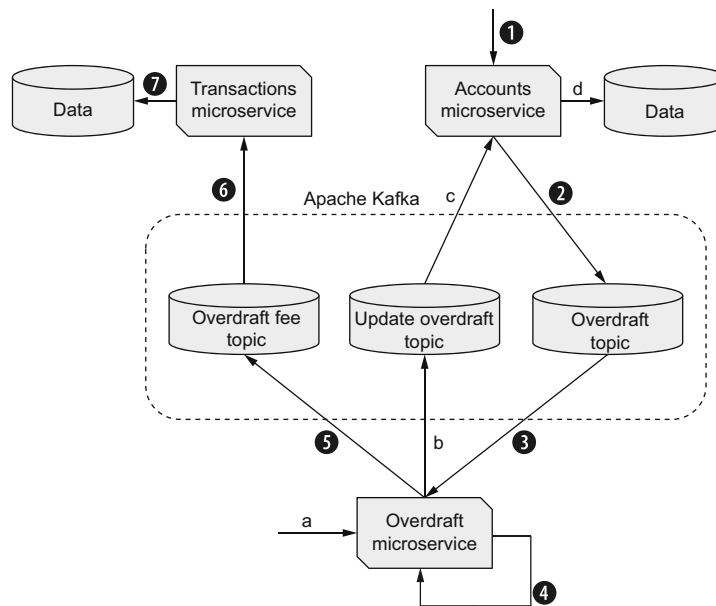 1
7
Transactions
microservice
Accounts
microservice
d
Data
Data
6
Apache Kafka
c
2
Overdraft fee
topic
Update overdraft
topic
Overdraft
topic
5
b
3
a
Overdraft
microservice
4